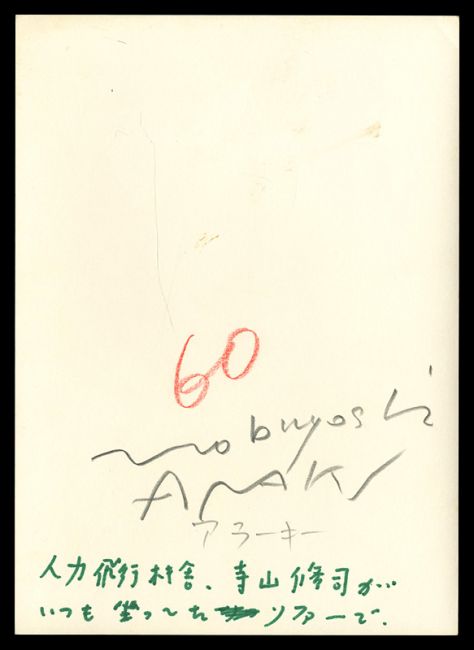 60
Nobuyoshi
ARAKI
アラーキー
人力飛行機舎、寺山修司が
いつも坐ってた ソファーで.